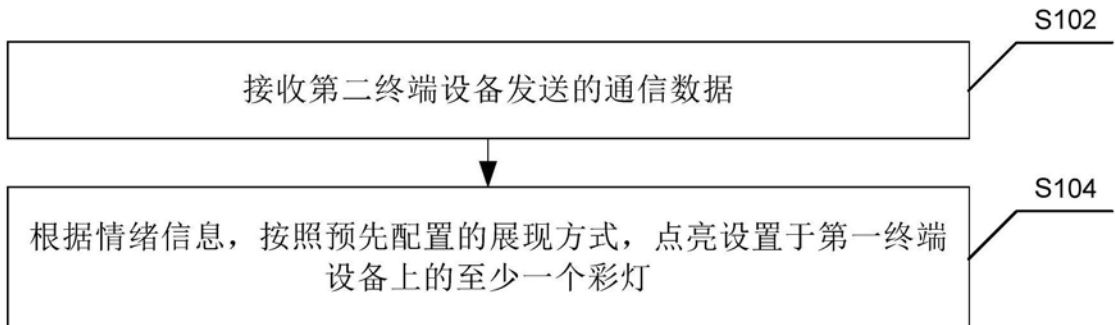 S102
接收第二终端设备发送的通信数据
S104
根据情绪信息，按照预先配置的展现方式，点亮设置于第一终端
设备上的至少一个彩灯